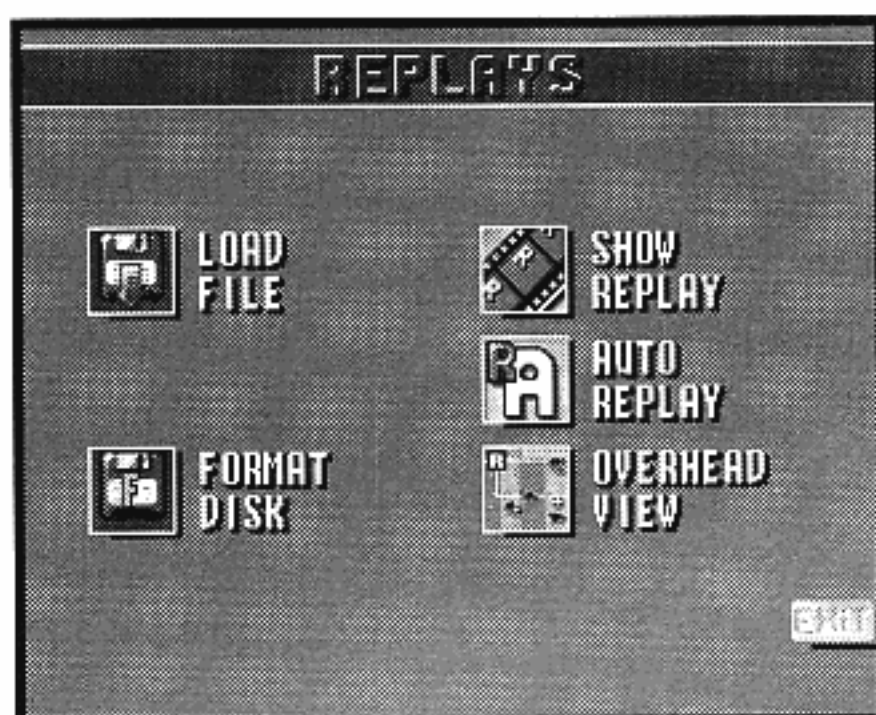 REPLAYS
LOAD
FILE
SHOW
REPLAY
AUTO
REPLAY
FORMAT
DISK
OVERHEAD
VIEW
EXIT